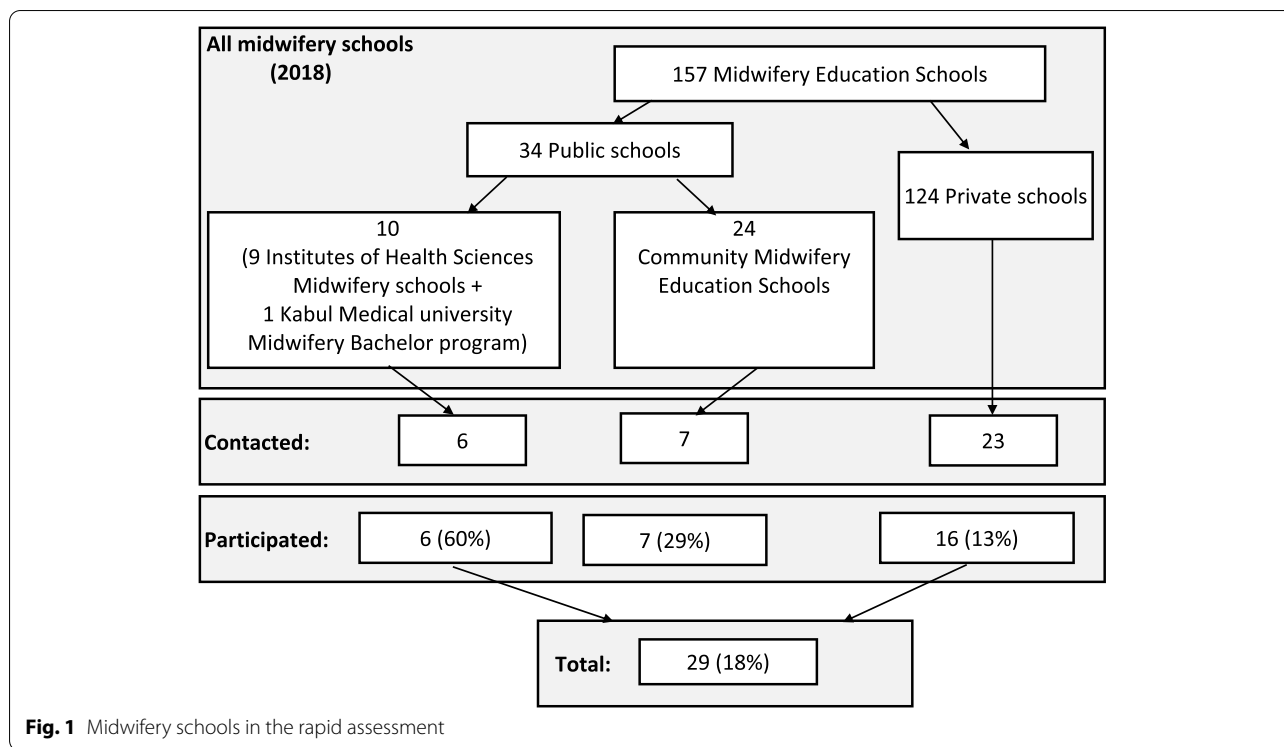 All midwifery schools
(2018)
157 Midwifery Education Schools
34 Public schools
124 Private schools
10
(9 Institutes of Health Sciences
Midwifery schools +
1 Kabul Medical university
Midwifery Bachelor program)
24
Community Midwifery
Education Schools
Contacted:
6
7
23
Participated:
6 (60%)
7 (29%)
16 (13%)
Total:
29 (18%)
Fig. 1 Midwifery schools in the rapid assessment